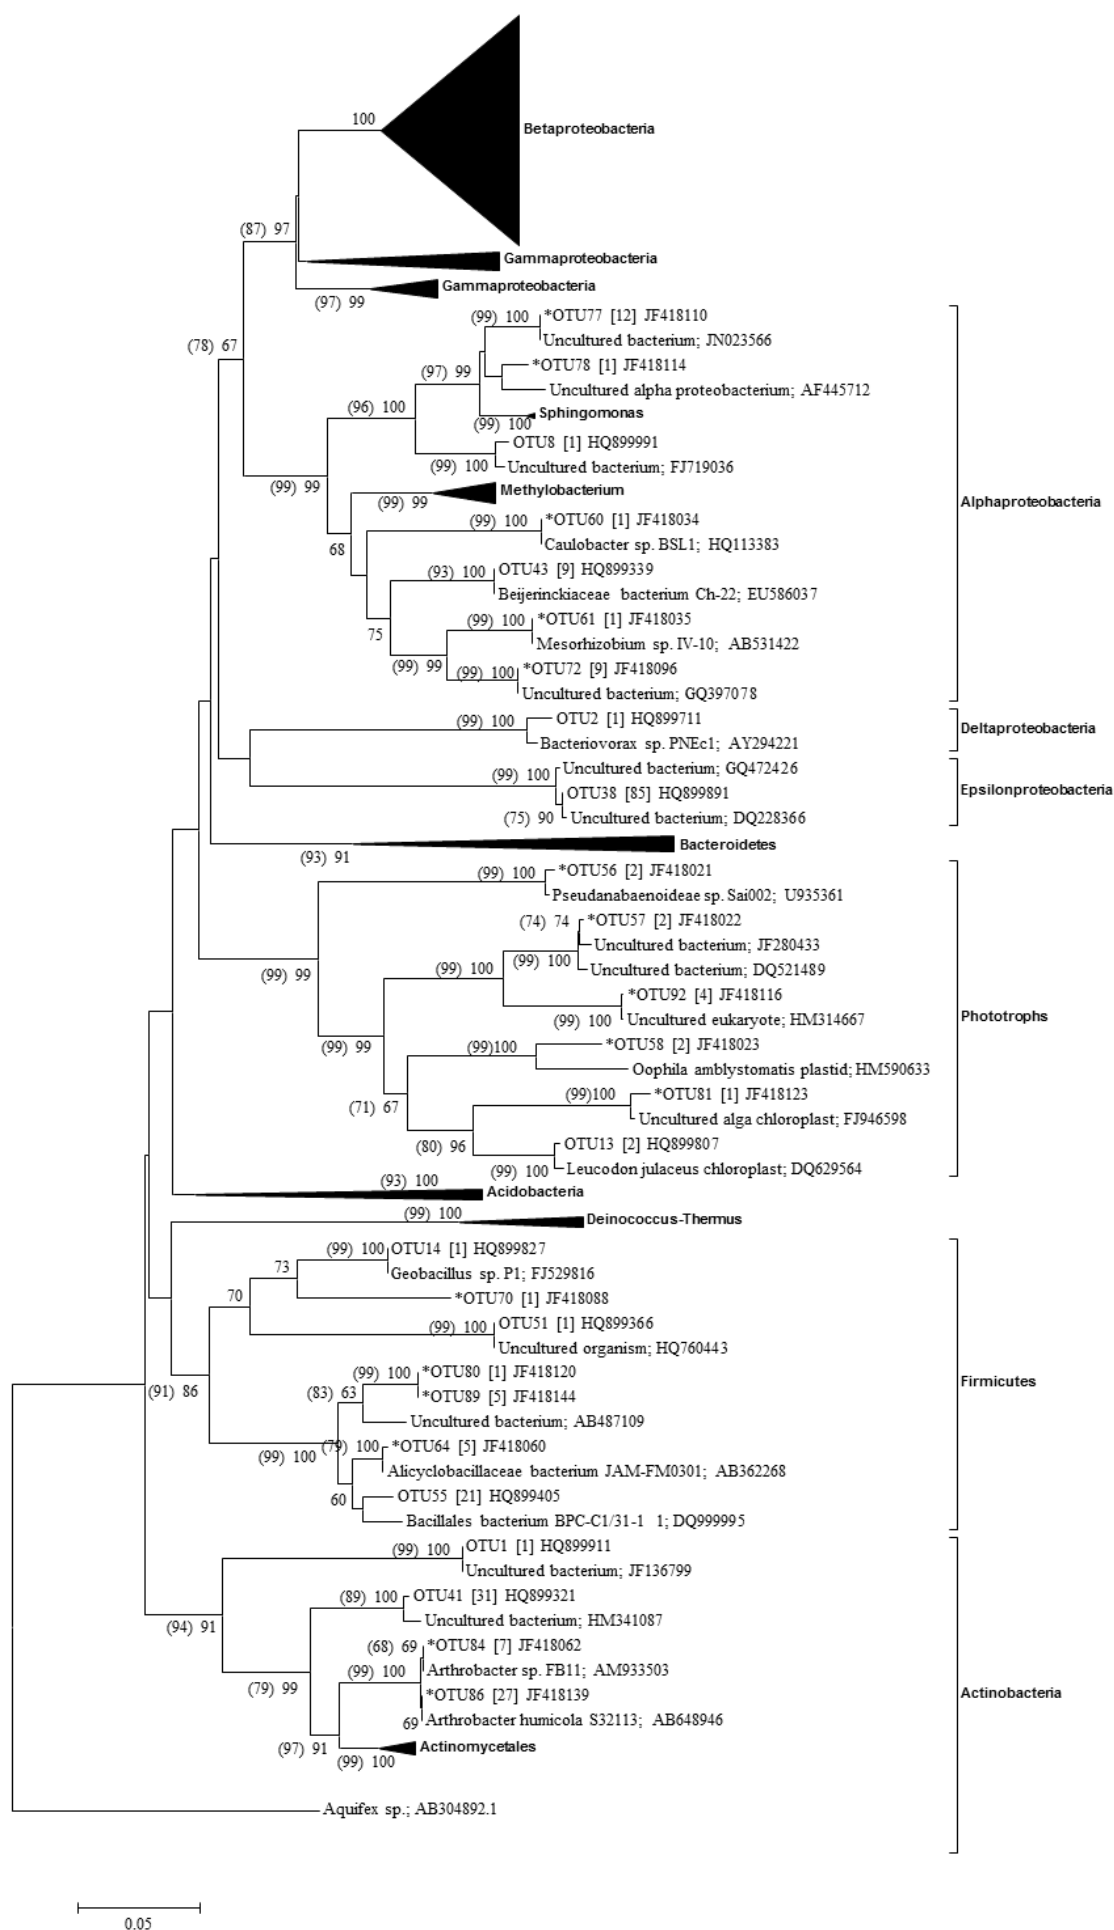 100
Betaproteobacteria
(87) 97
Gammaproteobacteria
Gammaproteobacteria
(97) 99
(99) 100 *OTU77 [12] JF418110
Uncultured bacterium; JN023566
(78) 67
*OTU78 [1] JF418114
(97) 99
Uncultured alpha proteobacterium; AF445712
(96) 100
Sphingomonas
(99) 100
OTU8 [1] HQ899991
(99) 100 Uncultured bacterium; FJ719036
(99) 99
Methylobacterium
(99) 99
Alphaproteobacteria
(99) 100 *OTU60 [1] JF418034
Caulobacter sp. BSL1; HQ113383
68
OTU43 [9] HQ899339
(93) 100
Beijerinckiaceae bacterium Ch-22; EU586037
(99) 100 *OTU61 [1] JF418035
75
Mesorhizobium sp. IV-10; AB531422
(99) 99
(99) 100 *OTU72 [9] JF418096
Uncultured bacterium; GQ397078
(99) 100 OTU2 [1] HQ899711
Deltaproteobacteria
Bacteriovorax sp. PNEc1; AY294221
Uncultured bacterium; GQ472426
(99) 100
OTU38 [85] HQ899891
Epsilonproteobacteria
(75) 90 Uncultured bacterium; DQ228366
Bacteroidetes
(93) 91
(99) 100 *OTU56 [2] JF418021
Pseudanabaenoideae sp. Sai002; U935361
(74) 74 *OTU57 [2] JF418022
Uncultured bacterium; JF280433
(99) 100
(99) 100
Uncultured bacterium; DQ521489
(99) 99
*OTU92 [4] JF418116
Phototrophs
(99) 100 Uncultured eukaryote; HM314667
(99) 99
(99)100
*OTU58 [2] JF418023
Oophila amblystomatis plastid; HM590633
(99)100 *OTU81 [1] JF418123
(71) 67
Uncultured alga chloroplast; FJ946598
(80) 96
OTU13 [2] HQ899807
(99) 100 Leucodon julaceus chloroplast; DQ629564
(93) 100
Acidobacteria
(99) 100
Deinococcus-Thermus
(99) 100 OTU14 [1] HQ899827
73
Geobacillus sp. P1; FJ529816
70
*OTU70 [1] JF418088
OTU51 [1] HQ899366
(99) 100
Uncultured organism; HQ760443
(99) 100 *OTU80 [1] JF418120
Firmicutes
(91) 86
(83) 63
*OTU89 [5] JF418144
Uncultured bacterium; AB487109
(79) 100 *OTU64 [5] JF418060
(99) 100
Alicyclobacillaceae bacterium JAM-FM0301; AB362268
60
OTU55 [21] HQ899405
Bacillales bacterium BPC-C1/31-1 1; DQ999995
(99) 100 OTU1 [1] HQ899911
Uncultured bacterium; JF136799
(89) 100 OTU41 [31] HQ899321
(94) 91
Uncultured bacterium; HM341087
(68) 69 *OTU84 [7] JF418062
(99) 100 Arthrobacter sp. FB11; AM933503
(79) 99
*OTU86 [27] JF418139
Actinobacteria
69 Arthrobacter humicola S32113; AB648946
(97) 91
Actinomycetales
(99) 100
Aquifex sp.; AB304892.1
0.05